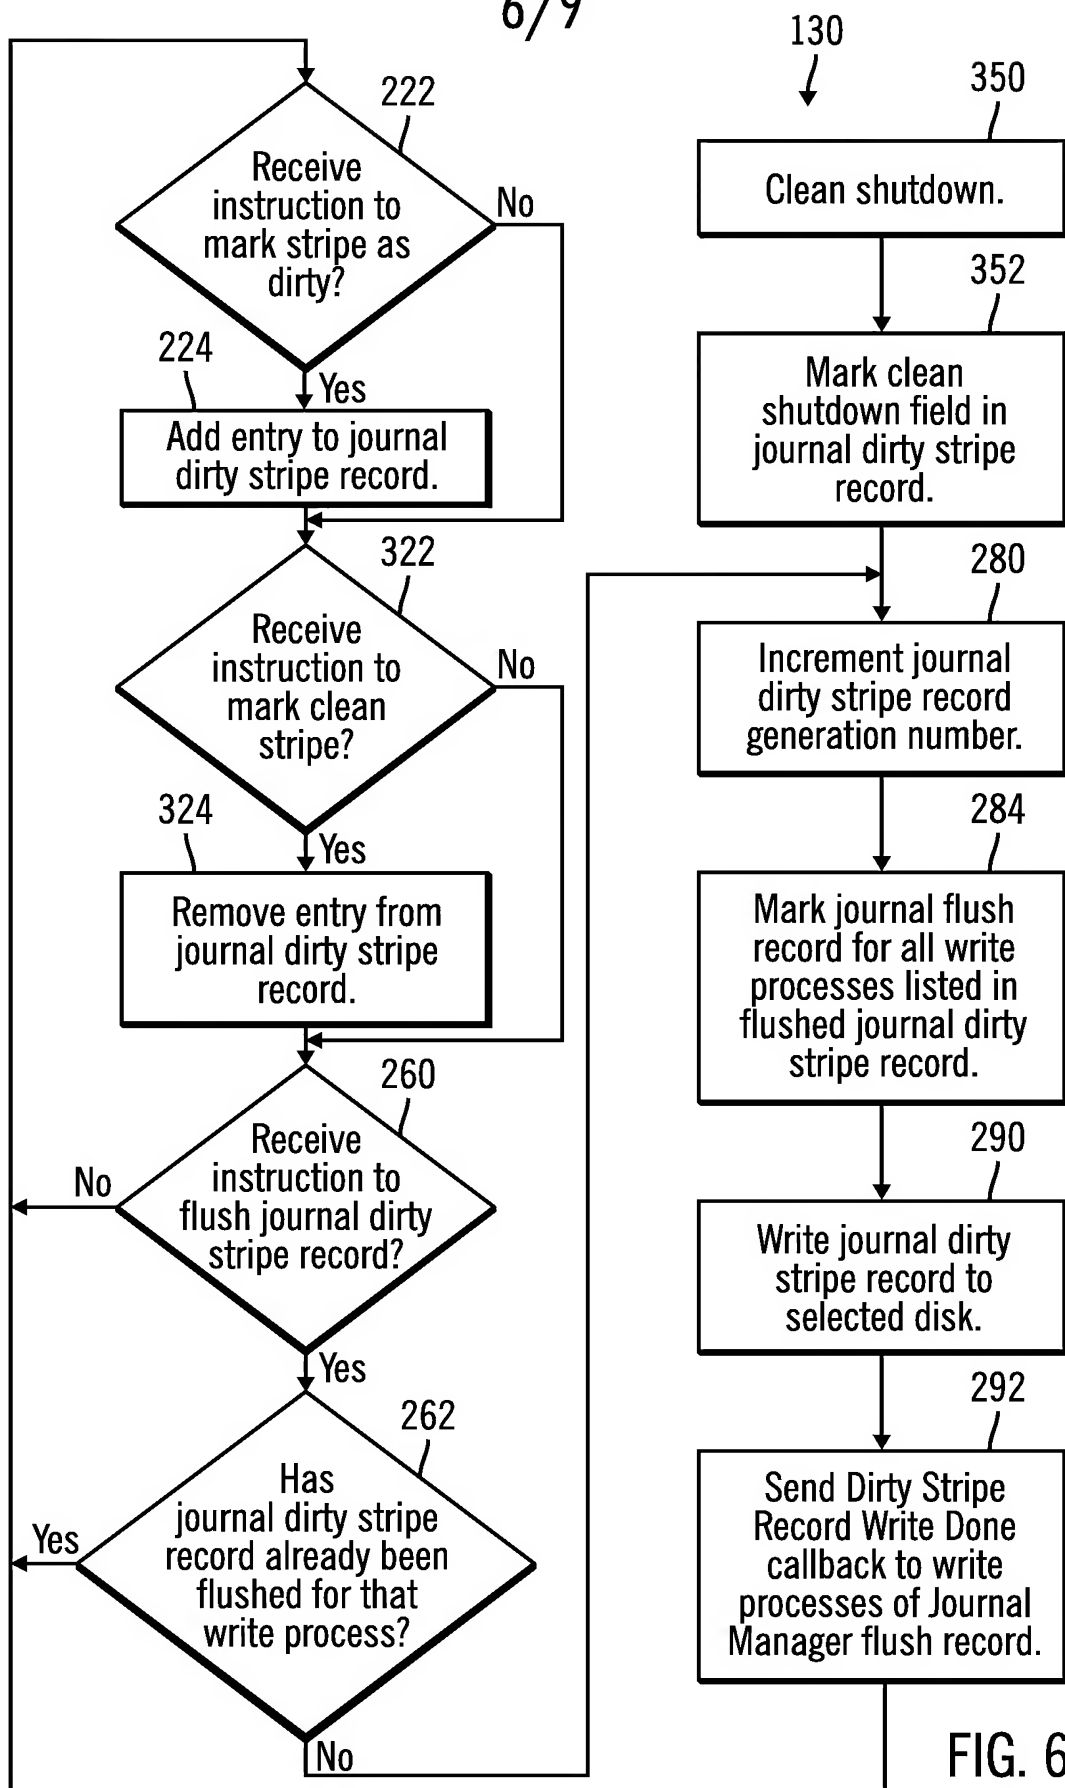 6/9
130
222
Receive
instruction to
mark stripe as
dirty?
No
224
Yes
Add entry to journal
dirty stripe record.
322
Receive
instruction to
mark clean
stripe?
No
324
Yes
Remove entry from
journal dirty stripe
record.
260
Receive
instruction to
flush journal dirty
stripe record?
No
Yes
262
Has
journal dirty stripe
record already been
flushed for that
write process?
Yes
No
350
Clean shutdown.
352
Mark clean
shutdown field in
journal dirty stripe
record.
280
Increment journal
dirty stripe record
generation number.
284
Mark journal flush
record for all write
processes listed in
flushed journal dirty
stripe record.
290
Write journal dirty
stripe record to
selected disk.
292
Send Dirty Stripe
Record Write Done
callback to write
processes of Journal
Manager flush record.
FIG. 6